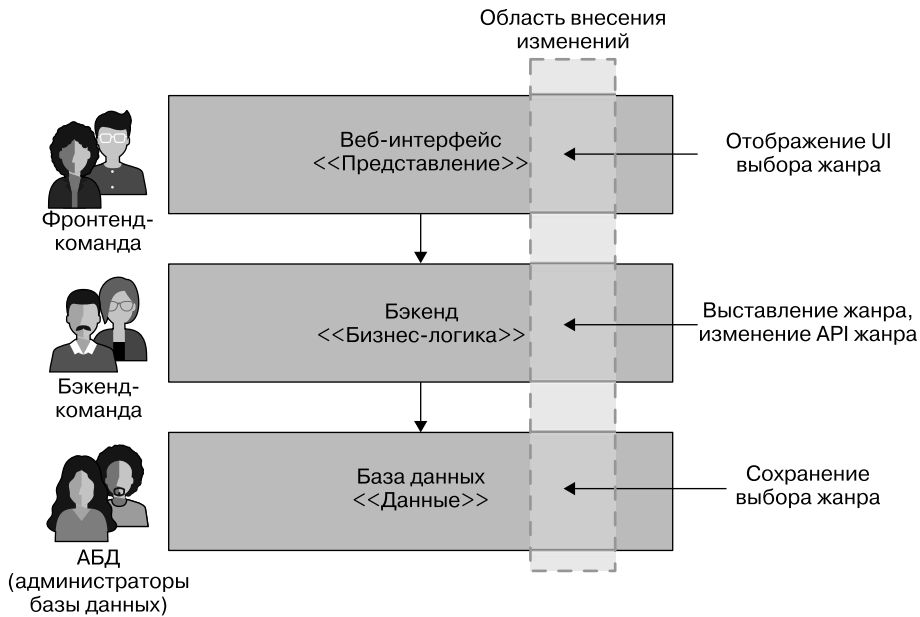 Область внесения
изменений
Веб-интерфейс
<<Представление>>
Отображение UI
выбора жанра
Фронтенд-
команда
Бэкенд
<<Бизнес-логика>>
Выставление жанра,
изменение API жанра
Бэкенд-
команда
База данных
<<Данные>>
Сохранение
выбора жанра
АБД
(администраторы
базы данных)